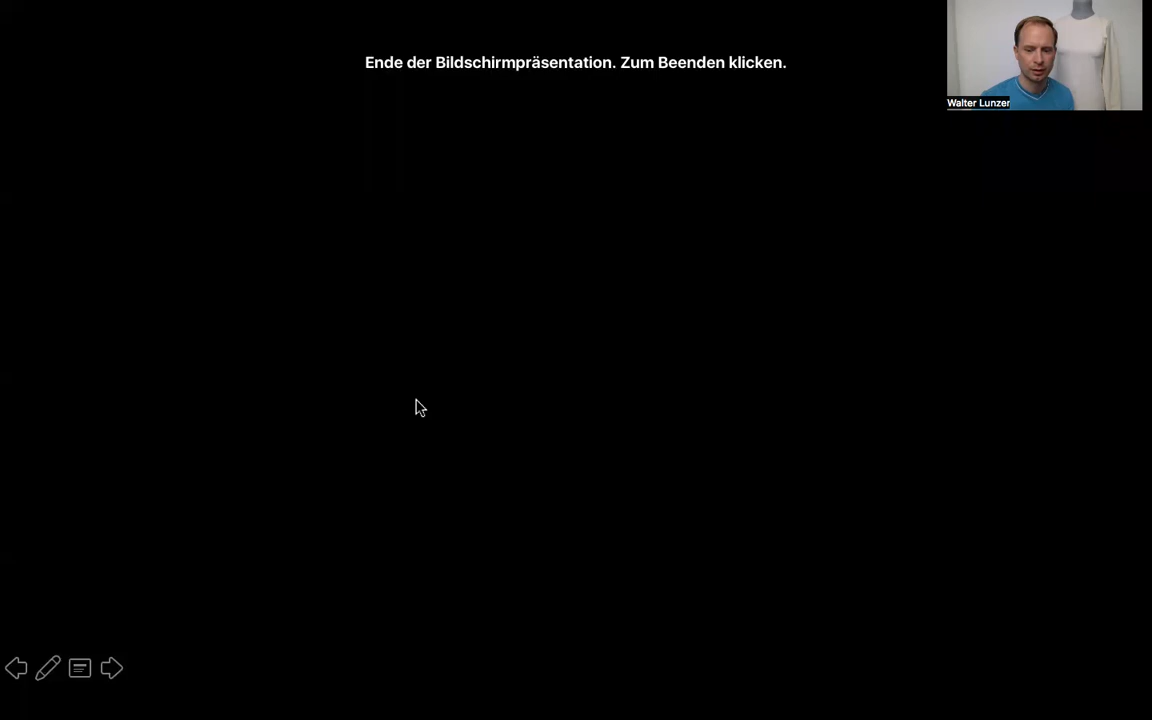 Ende der Bildschirmpräsentation. Zum Beenden klicken.
Walter Lunzer